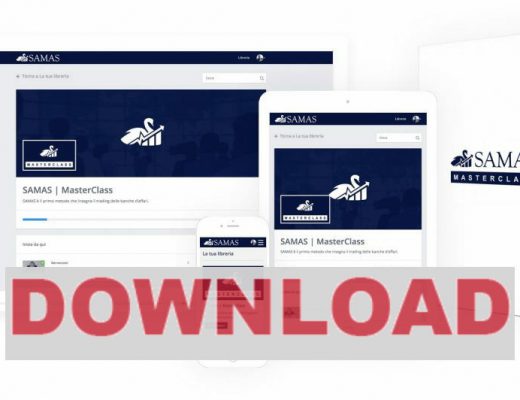 SAMAS
Libreria
Torna a La tua libreria
Cerca
MASTERCLASS
SAMAS | MasterClass
SAMAS è il primo metodo che insegna il trading delle banche d'affari.
Inizia da qui
SAMAS
Libreria
Torna a La tua libreria
Cerca
MASTERCLASS
SAMAS | MasterClass
SAMAS è il primo metodo che insegna il trading delle banche d'affari.
SAMAS
La tua libreria
SAMAS
MASTERCLA
DOWNLOAD